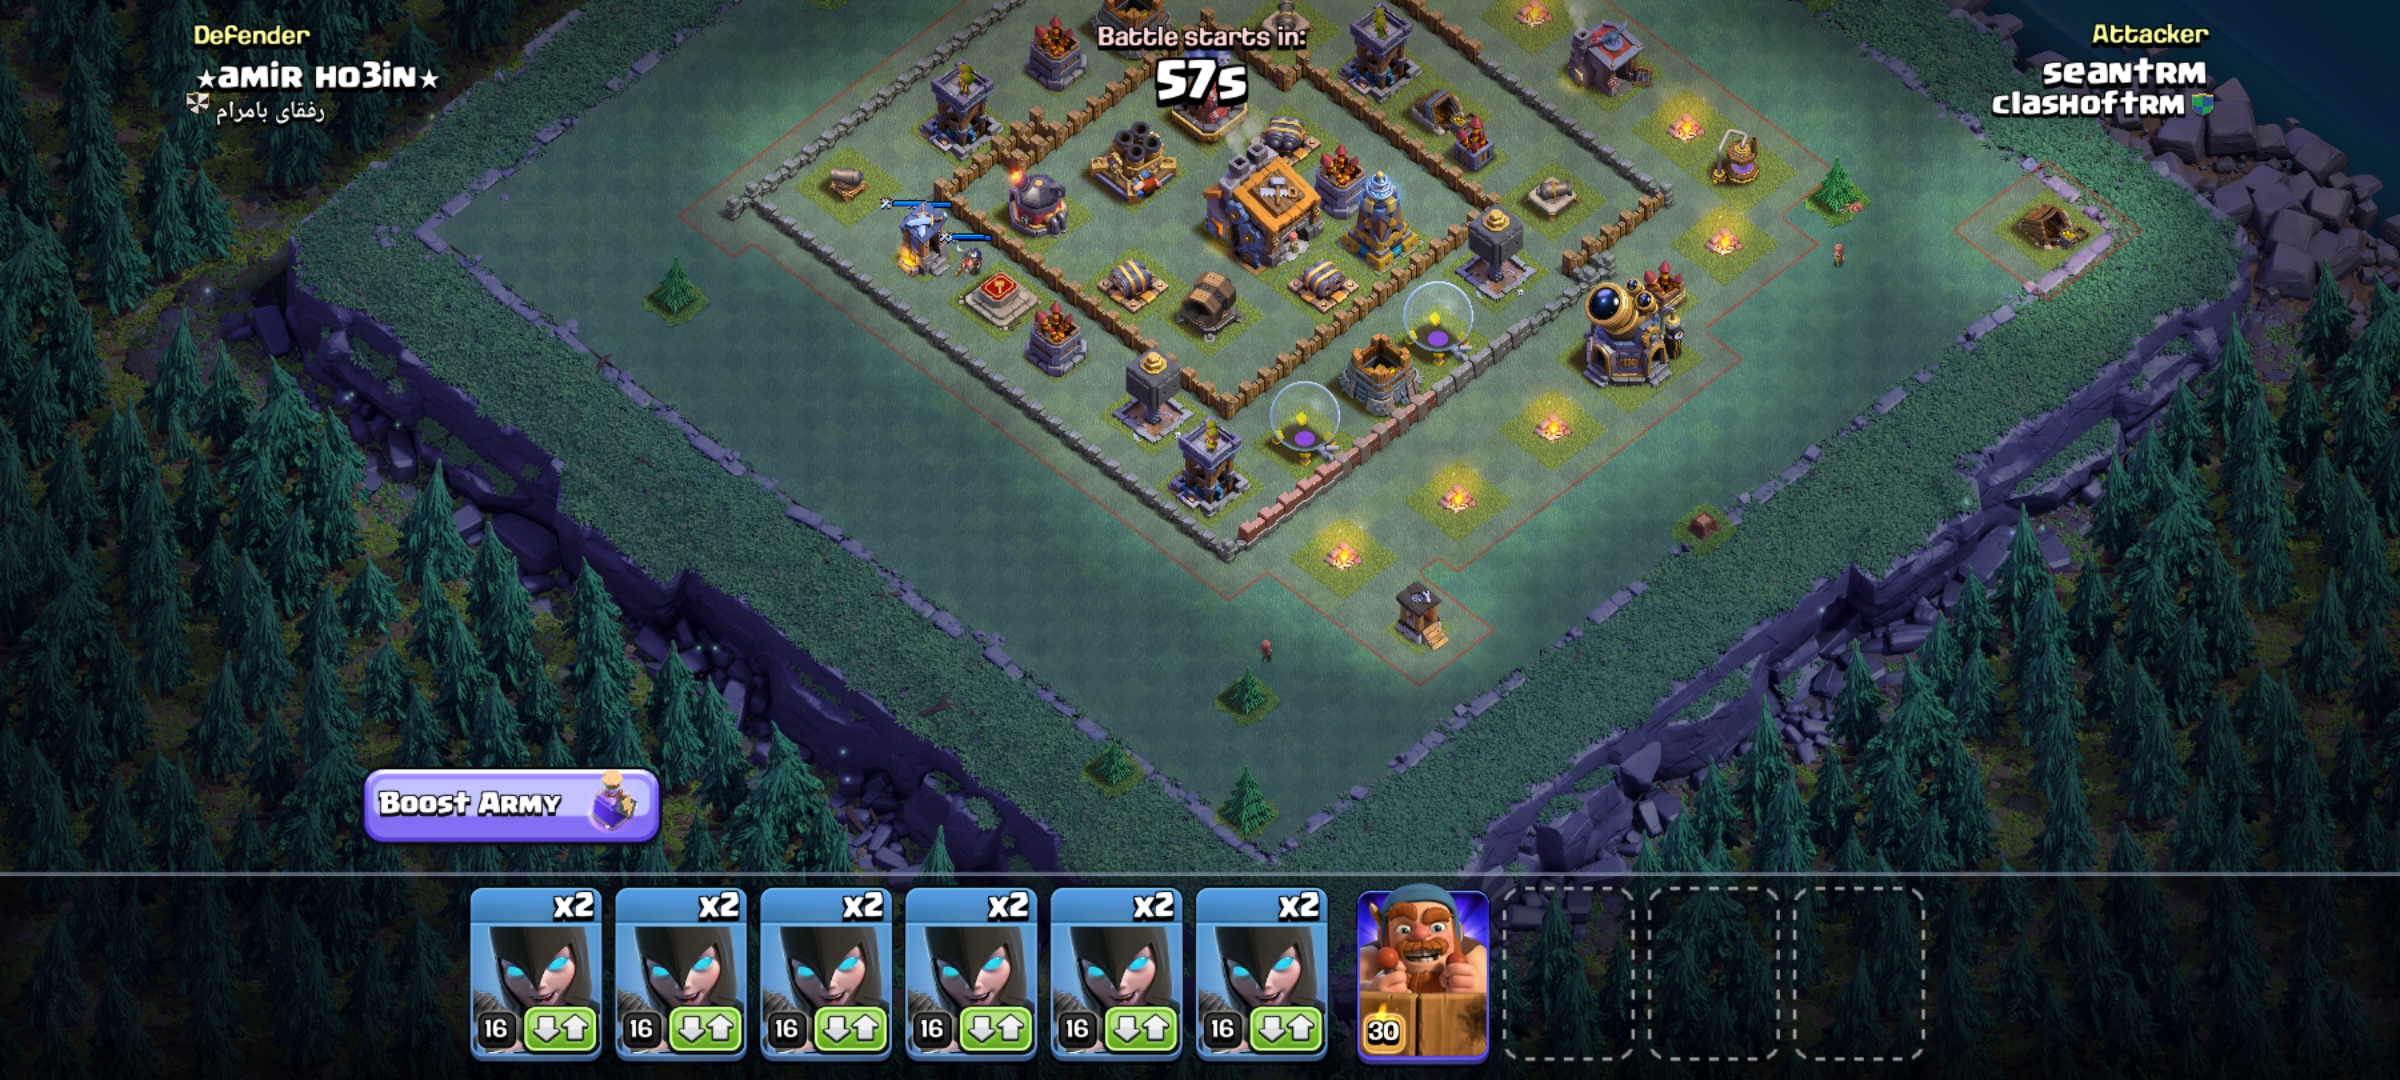 Defender
★amir ho3in★
رفقای بامرام
Battle starts in:
57s
Attacker
seantRM
clashoftRM
Boost Army
x2
x2
x2
x2
x2
x2
16
16
16
16
16
16
30